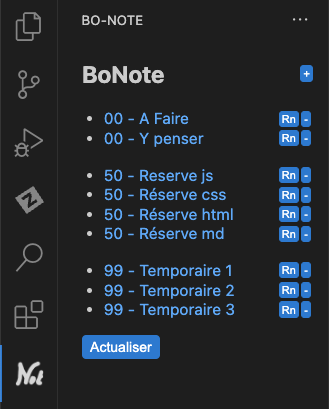 BO-NOTE
BoNote +
00 - A Faire Rn -
00 - Y penser Rn -
50 - Reserve js Rn -
50 - Réserve css Rn -
50 - Réserve html Rn -
50 - Réserve md Rn -
99 - Temporaire 1 Rn -
99 - Temporaire 2 Rn -
99 - Temporaire 3 Rn -
Not Actualiser